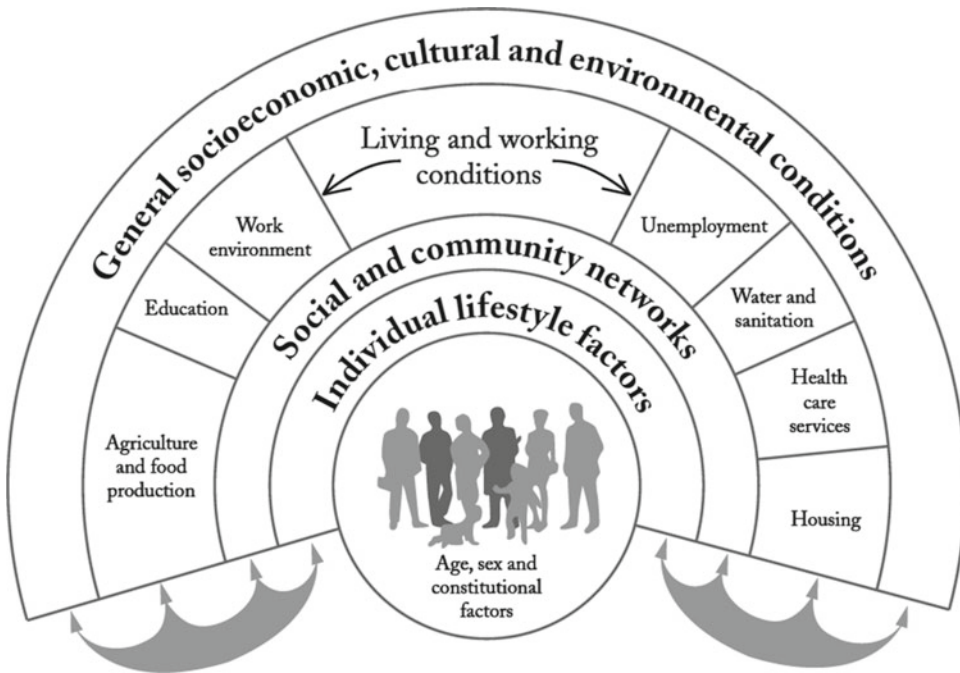 General socioeconomic, cultural and environmental conditions
Living and working
conditions
Work
environment
Unemployment
Education
Water and
sanitation
Agriculture
and food
production
Health
care
services
Housing
Social and community networks
Individual lifestyle factors
Age, sex and
constitutional
factors